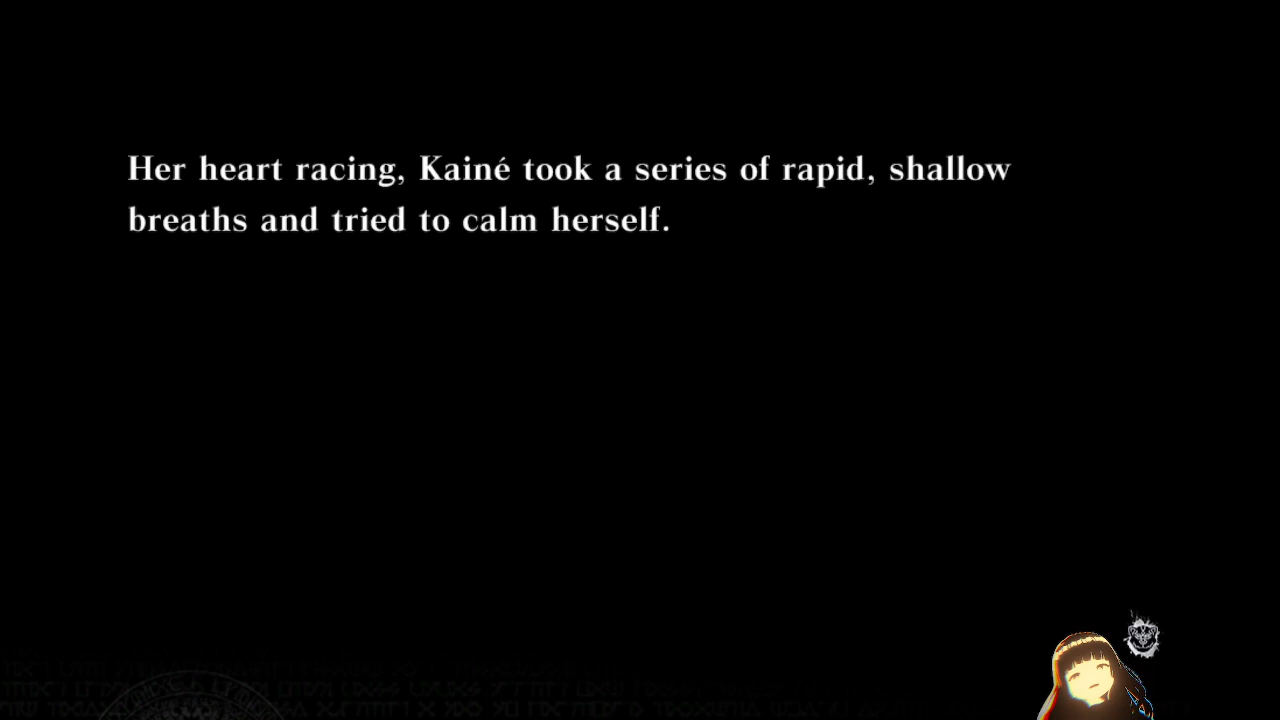 Her heart racing, Kainé took a series of rapid, shallow
breaths and tried to calm herself.